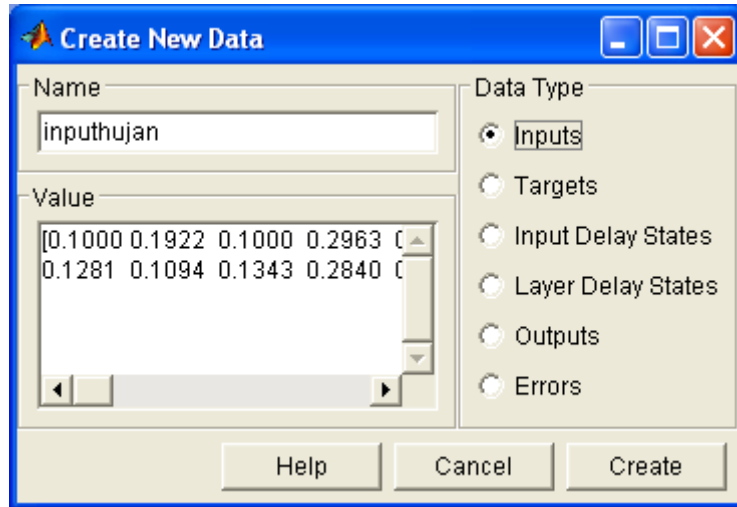 Create New Data
Name
inputhujan
Value
[0.1000 0.1922 0.1000 0.2963
0.1281 0.1094 0.1343 0.2840
Data Type
Inputs
Targets
Input Delay States
Layer Delay States
Outputs
Errors
Help Cancel Create